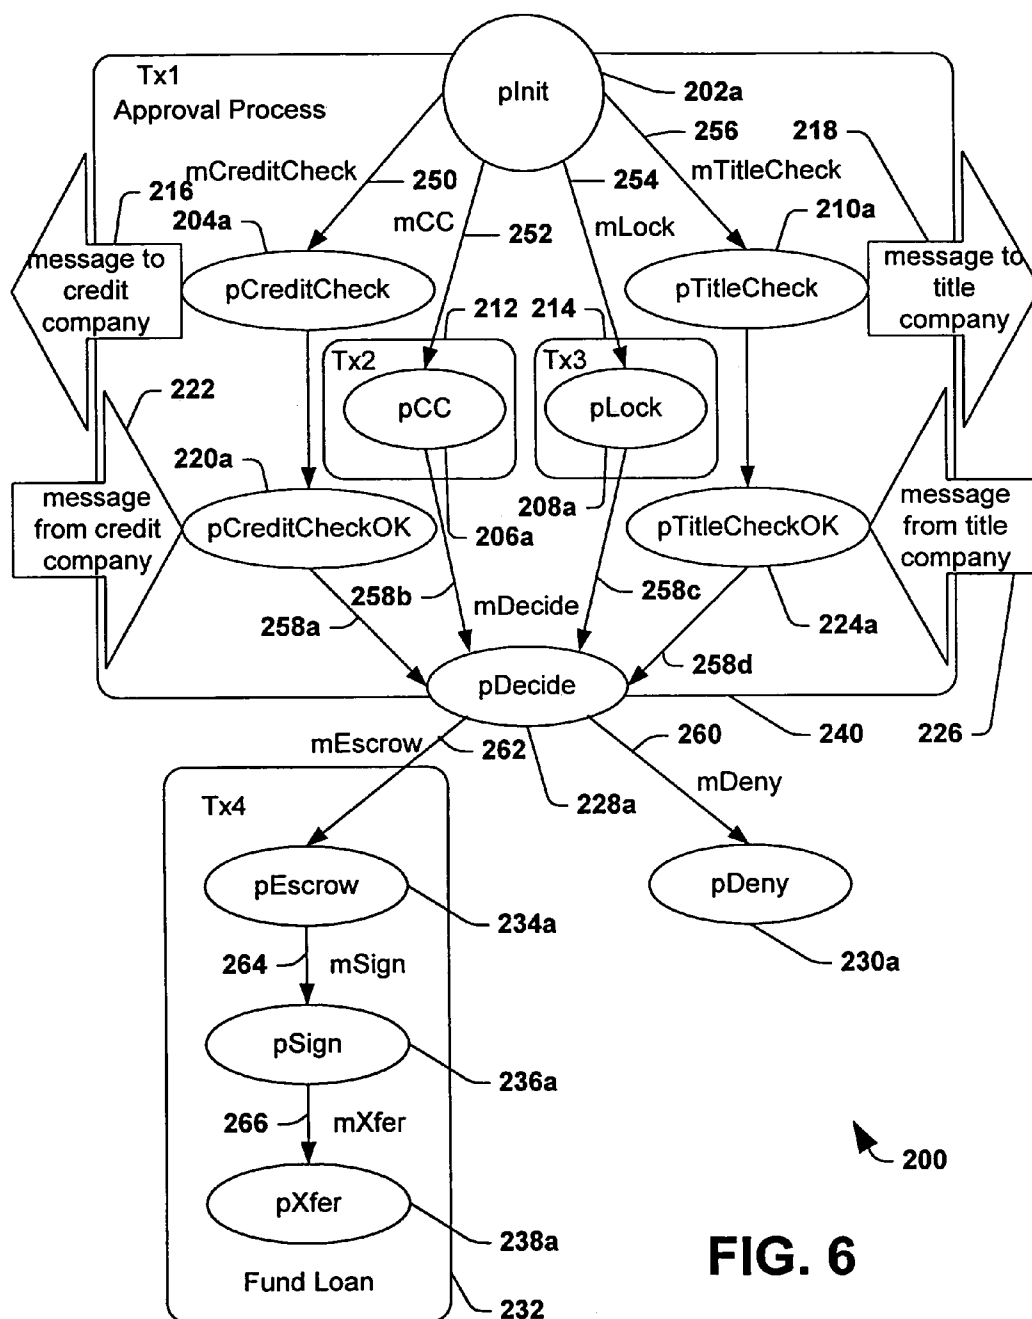 Tx1
Approval Process
pInit
202a
256
218
mCreditCheck
250
254
mTitleCheck
216
204a
mCC
252
mLock
210a
message to
credit
company
pCreditCheck
pTitleCheck
message to
title
company
212
214
Tx2
Tx3
222
pCC
pLock
220a
208a
206a
message
from credit
company
pCreditCheckOK
pTitleCheckOK
message
from title
company
258b
mDecide
258c
258a
224a
258d
pDecide
240
226
mEscrow
262
260
mDeny
228a
Tx4
pEscrow
234a
pDeny
230a
264
mSign
pSign
236a
266
mXfer
pXfer
238a
Fund Loan
232
200
FIG. 6